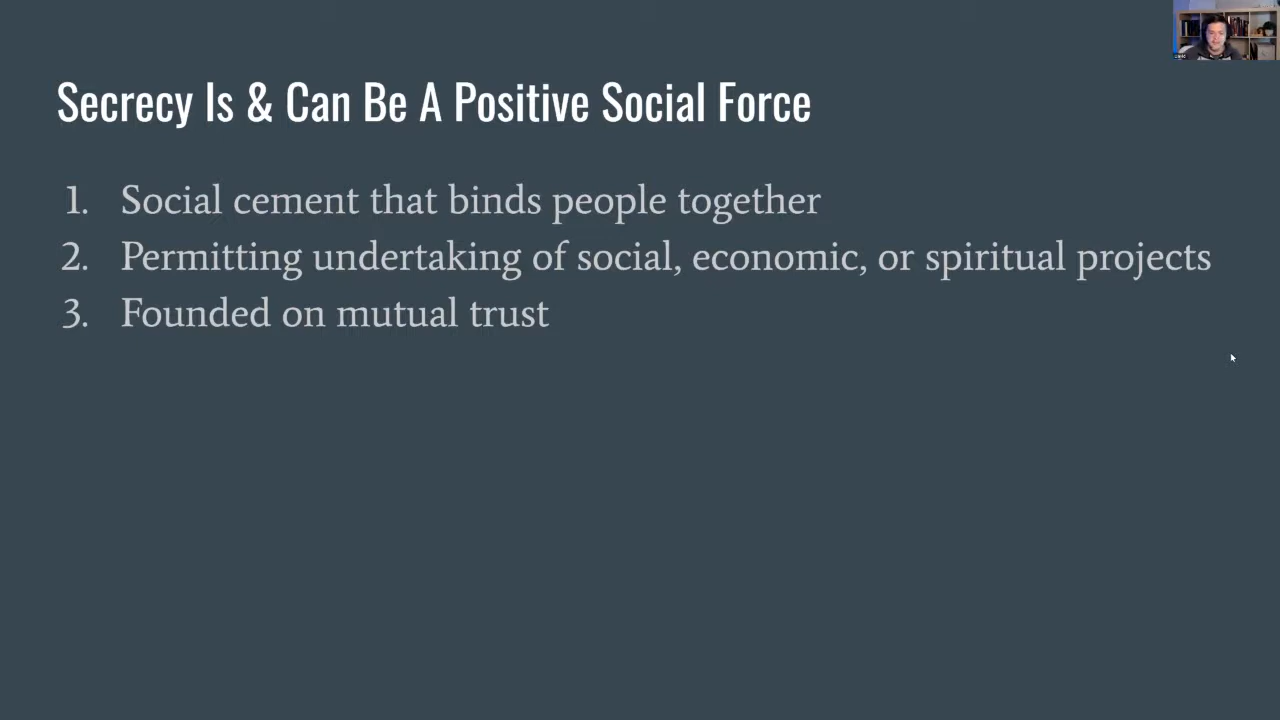 Secrecy Is & Can Be A Positive Social Force
1. Social cement that binds people together
2. Permitting undertaking of social, economic, or spiritual projects
3. Founded on mutual trust